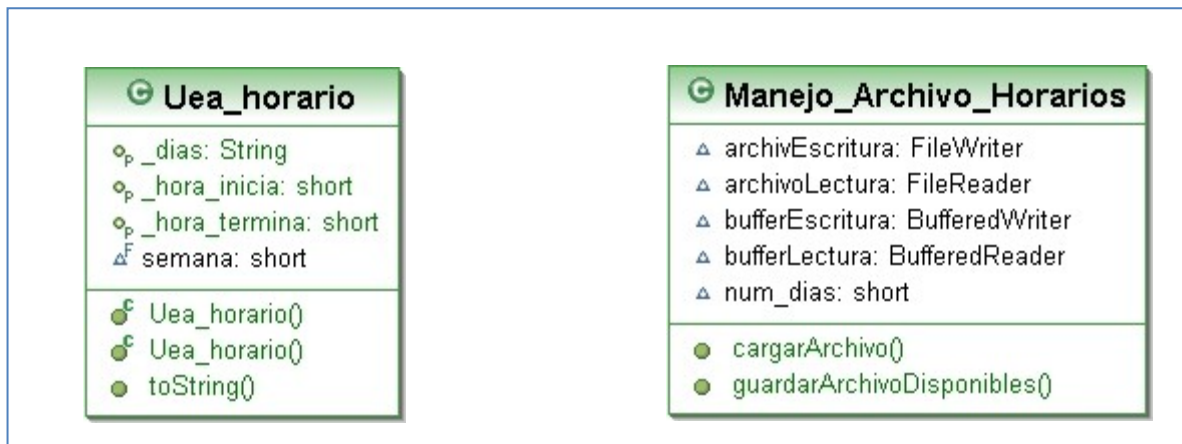 Uea_horario
_dias: String
_hora_inicia: short
_hora_termina: short
semana: short
Uea_horario()
Uea_horario()
toString()
Manejo_Archivo_Horarios
archivEscritura: FileWriter
archivoLectura: FileReader
bufferEscritura: BufferedWriter
bufferLectura: BufferedReader
num_dias: short
cargarArchivo()
guardarArchivoDisponibles()